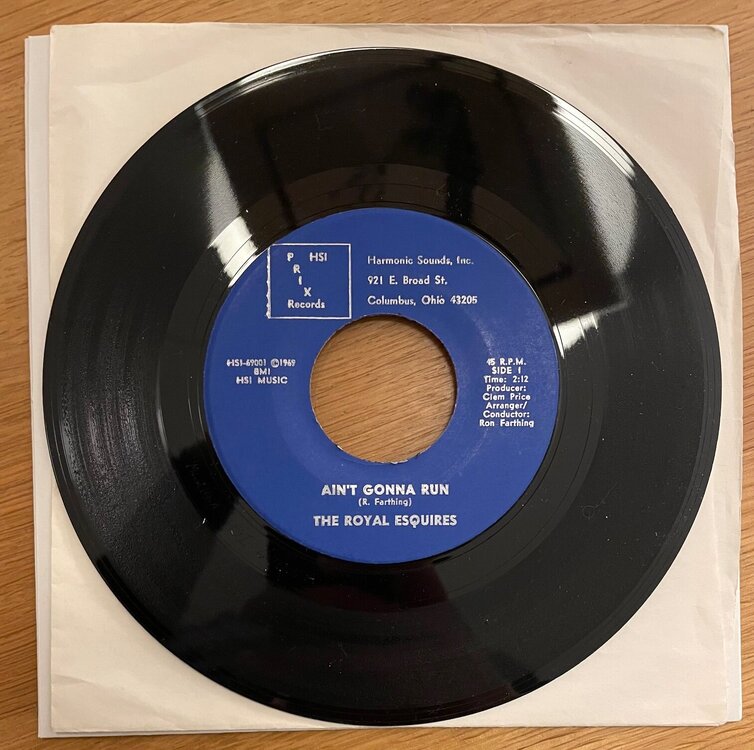 P HSI
R
I
X
Records
Harmonic Sounds, Inc.
921 E. Broad St.
Columbus, Ohio 43205
HSI-69001 ©1969
BMI
HSI MUSIC
45 R.P.M.
SIDE 1
Time: 2:12
Producer:
Clem Price
Arranger/
Conductor:
Ron Farthing
AIN'T GONNA RUN
(R. Farthing)
THE ROYAL ESQUIRES